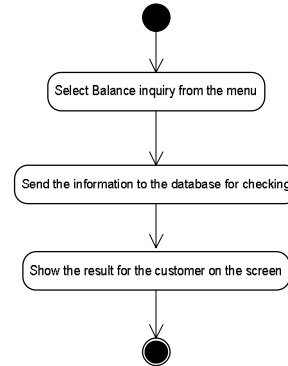 Select Balance inquiry from the menu
Send the information to the database for checking
Show the result for the customer on the screen